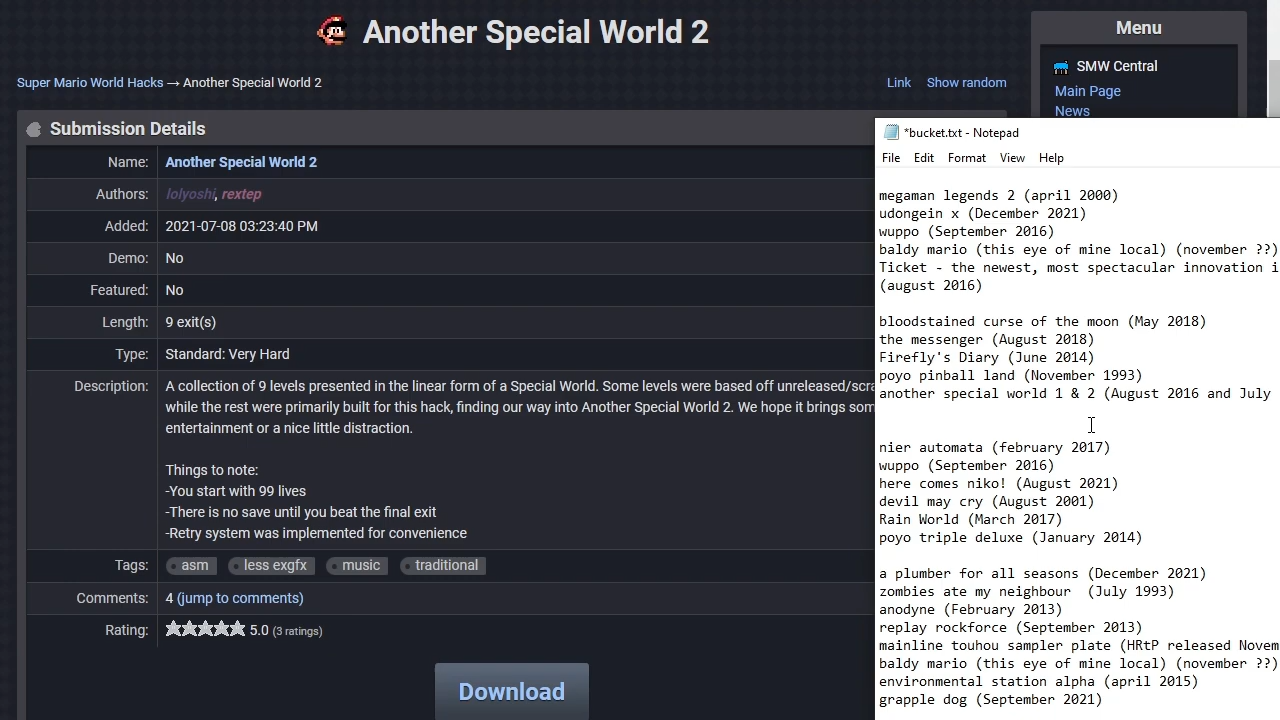 Another Special World 2
Menu
SMW Central
Main Page
News
Super Mario World Hacks → Another Special World 2
Link
Show random
Submission Details
Name: Another Special World 2
Authors: lolyoshi, rextep
Added: 2021-07-08 03:23:40 PM
Demo: No
Featured: No
Length: 9 exit(s)
Type: Standard: Very Hard
Description: A collection of 9 levels presented in the linear form of a Special World. Some levels were based off unreleased/scra
while the rest were primarily built for this hack, finding our way into Another Special World 2. We hope it brings som
entertainment or a nice little distraction.
Things to note:
-You start with 99 lives
-There is no save until you beat the final exit
-Retry system was implemented for convenience
Tags: asm less exgfx music traditional
Comments: 4 (jump to comments)
Rating: 5.0 (3 ratings)
Download
*bucket.txt - Notepad
File Edit Format View Help
megaman legends 2 (april 2000)
udongein x (December 2021)
wuppo (September 2016)
baldy mario (this eye of mine local) (november ??)
Ticket - the newest, most spectacular innovation i
(august 2016)
bloodstained curse of the moon (May 2018)
the messenger (August 2018)
Firefly's Diary (June 2014)
poyo pinball land (November 1993)
another special world 1 & 2 (August 2016 and July
nier automata (february 2017)
wuppo (September 2016)
here comes niko! (August 2021)
devil may cry (August 2001)
Rain World (March 2017)
poyo triple deluxe (January 2014)
a plumber for all seasons (December 2021)
zombies ate my neighbour  (July 1993)
anodyne (February 2013)
replay rockforce (September 2013)
mainline touhou sampler plate (HRtP released Novem
baldy mario (this eye of mine local) (november ??)
environmental station alpha (april 2015)
grapple dog (September 2021)